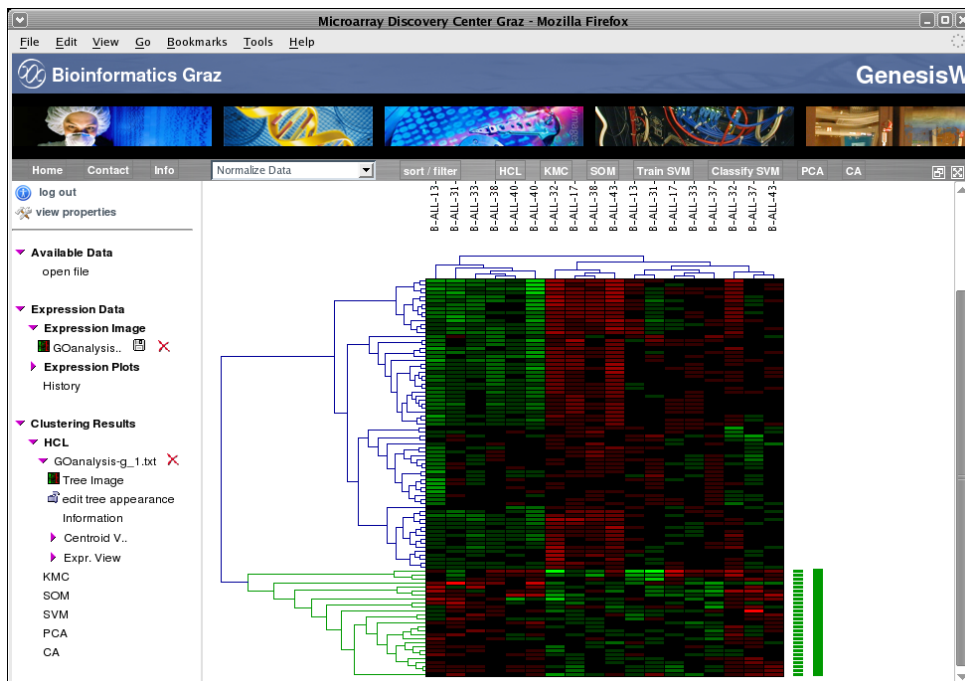 Microarray Discovery Center Graz - Mozilla Firefox
File Edit View Go Bookmarks Tools Help
Bioinformatics Graz
GenesisW
Home Contact Info Normalize Data sort / filter HCL KMC SOM Train SVM Classify SVM PCA CA
log out
view properties
Available Data
open file
Expression Data
Expression Image
GOanalysis..
Expression Plots
History
Clustering Results
HCL
GOanalysis-g_1.txt
Tree Image
edit tree appearance
Information
Centroid V..
Expr. View
KMC
SOM
SVM
PCA
CA
B-ALL-13-
B-ALL-31-
B-ALL-33-
B-ALL-38-
B-ALL-40-
B-ALL-40-
B-ALL-32-
B-ALL-17-
B-ALL-38-
B-ALL-43-
B-ALL-13-
B-ALL-31-
B-ALL-17-
B-ALL-33-
B-ALL-37-
B-ALL-32-
B-ALL-37-
B-ALL-43-